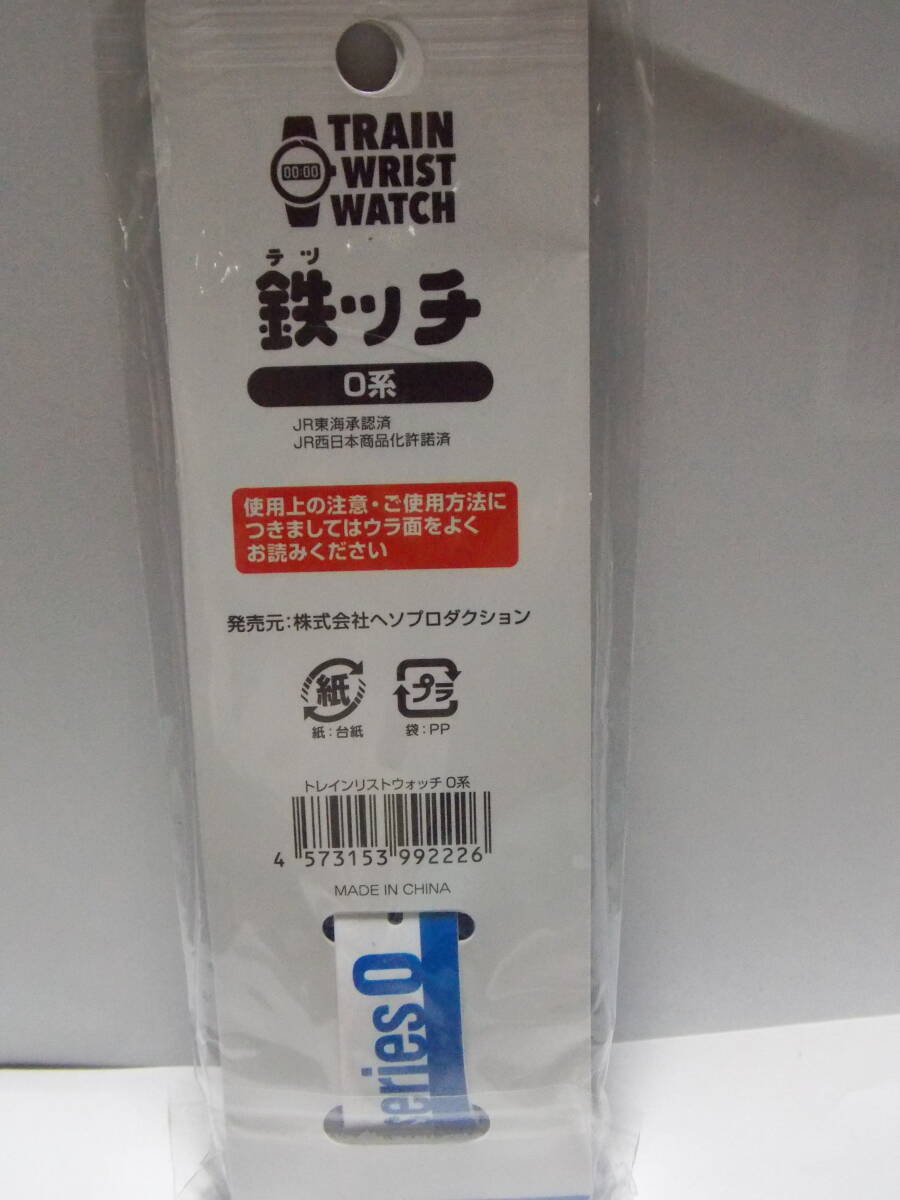 TRAIN
WRIST
WATCH
00:00
テツ
鉄ッチ
0系
JR東海承認済
JR西日本商品化許諾済
使用上の注意・ご使用方法に
つきましてはウラ面をよく
お読みください
発売元:株式会社ヘソプロダクション
紙
プラ
紙:台紙
袋:PP
トレインリストウォッチ 0系
4 573153 992226
MADE IN CHINA
series 0